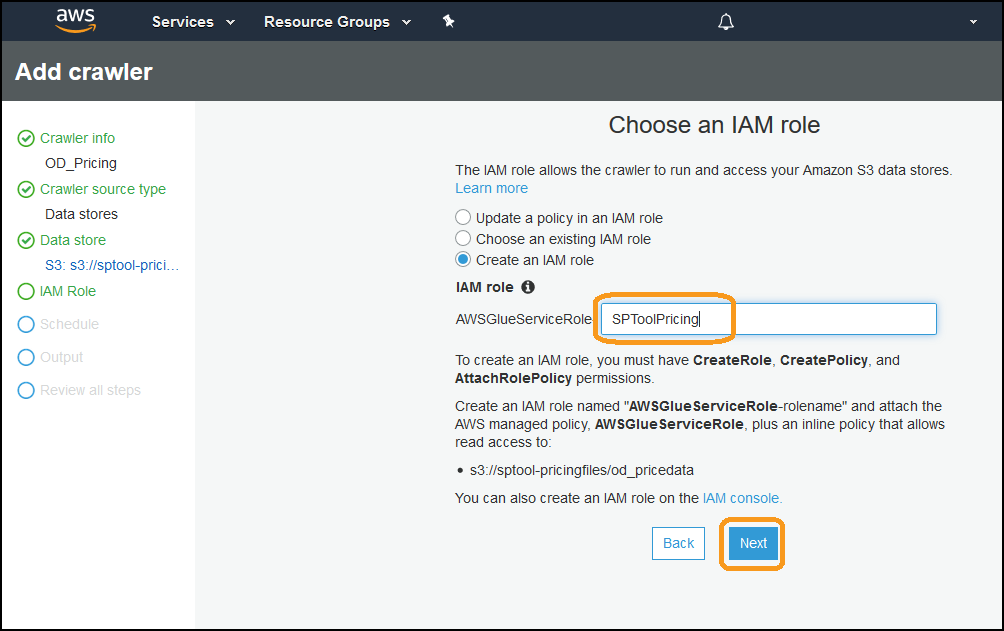 aws
Services
Resource Groups
Add crawler
Crawler info
OD_Pricing
Crawler source type
Data stores
Data store
S3: s3://sptool-prici…
IAM Role
Schedule
Output
Review all steps
Choose an IAM role
The IAM role allows the crawler to run and access your Amazon S3 data stores.
Learn more
Update a policy in an IAM role
Choose an existing IAM role
Create an IAM role
IAM role
AWSGlueServiceRole- SPToolPricing
To create an IAM role, you must have CreateRole, CreatePolicy, and
AttachRolePolicy permissions.
Create an IAM role named "AWSGlueServiceRole-rolename" and attach the
AWS managed policy, AWSGlueServiceRole, plus an inline policy that allows
read access to:
• s3://sptool-pricingfiles/od_pricedata
You can also create an IAM role on the IAM console.
Back
Next